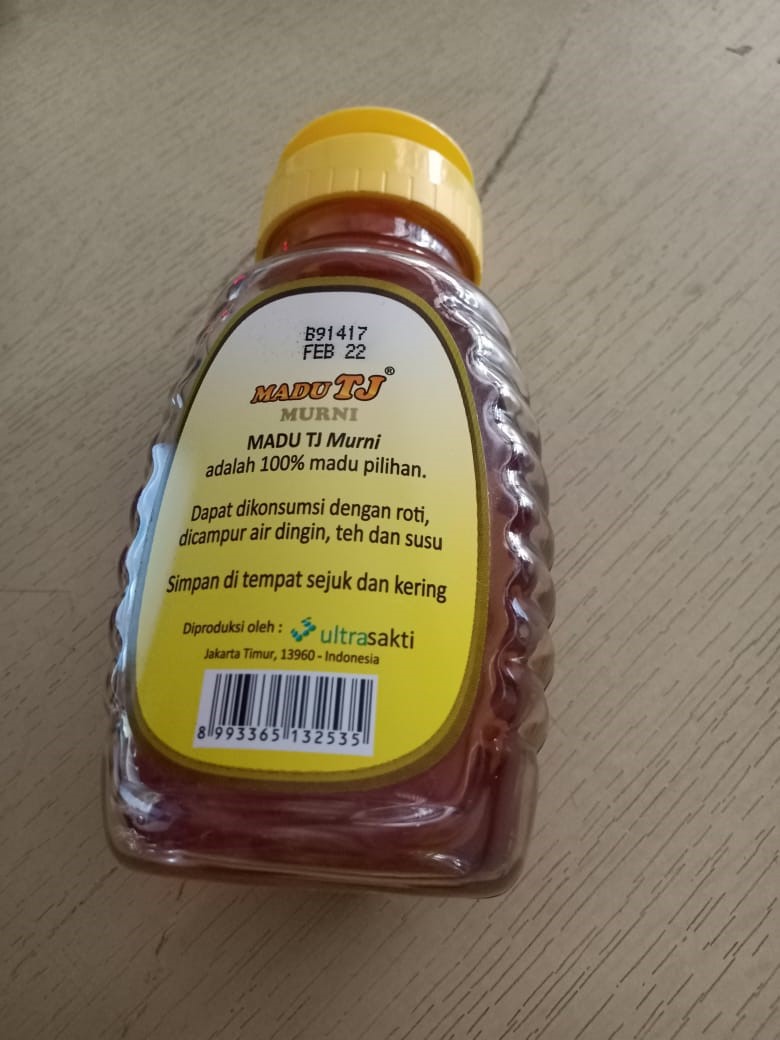 B91417
FEB 22
MADU TJ®
MURNI
MADU TJ Murni
adalah 100% madu pilihan.
Dapat dikonsumsi dengan roti,
dicampur air dingin, teh dan susu
Simpan di tempat sejuk dan kering
Diproduksi oleh : ultrasakti
Jakarta Timur, 13960 - Indonesia
8 993365 132535